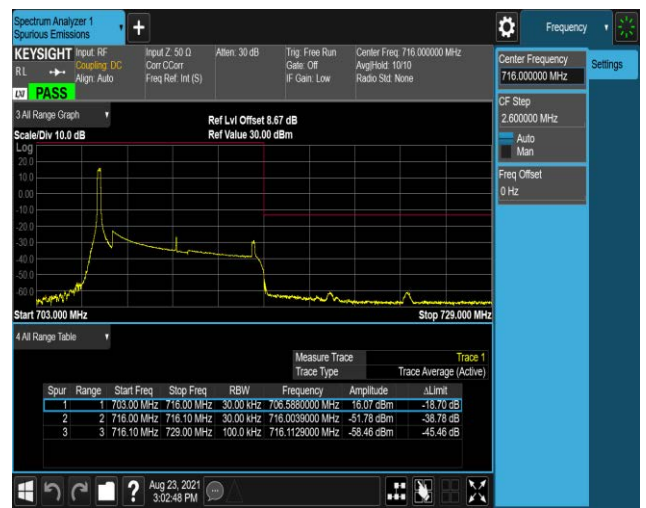 Spectrum Analyzer 1
Spurious Emissions
Frequency
KEYSIGHT Input: RF Input Z: 50 Ω Atten: 30 dB Trig: Free Run Center Freq: 716.000000 MHz
RL Coupling: DC Corr CCorr Gate: Off Avg|Hold: 10/10
Align: Auto Freq Ref: Int (S) IF Gain: Low Radio Std: None
LXI PASS
Center Frequency
716.000000 MHz
Settings
CF Step
2.600000 MHz
Auto
Man
Freq Offset
0 Hz
3 All Range Graph
Ref Lvl Offset 8.67 dB
Scale/Div 10.0 dB Ref Value 30.00 dBm
Log
20.0
10.0
0.00
-10.0
-20.0
-30.0
-40.0
-50.0
-60.0
Start 703.000 MHz Stop 729.000 MHz
4 All Range Table
Measure Trace Trace 1
Trace Type Trace Average (Active)
Spur Range Start Freq Stop Freq RBW Frequency Amplitude ΔLimit
1 1 703.00 MHz 716.00 MHz 30.00 kHz 706.5880000 MHz 16.07 dBm -18.70 dB
2 2 716.00 MHz 716.10 MHz 30.00 kHz 716.0039000 MHz -51.78 dBm -38.78 dB
3 3 716.10 MHz 729.00 MHz 100.0 kHz 716.1129000 MHz -58.46 dBm -45.46 dB
? Aug 23, 2021
3:02:48 PM